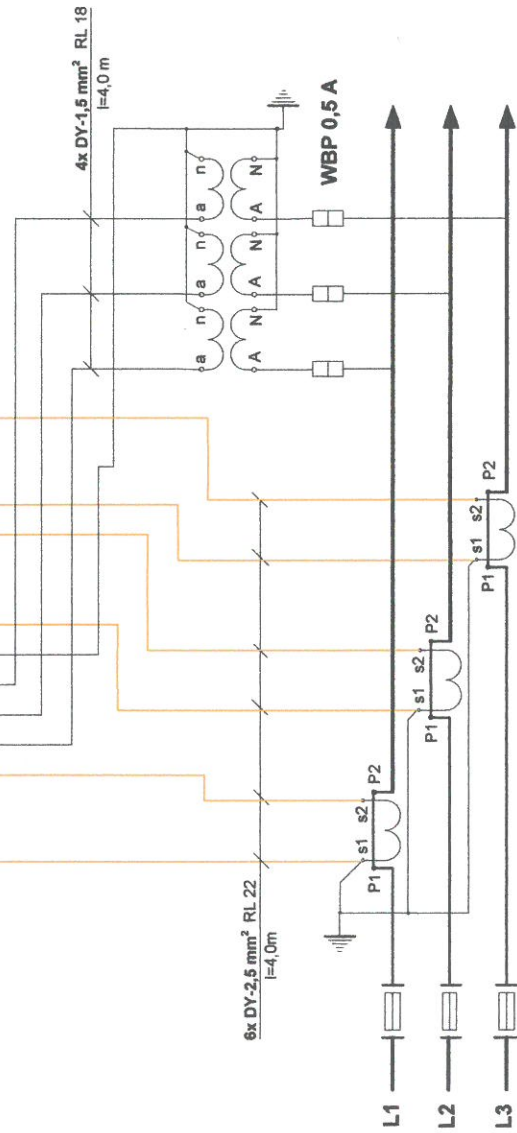 4x DY-1,5 mm² RL 18
l=4,0 m
n
n
n
a
a
a
N
N
N
A
A
A
WBP 0,5 A
6x DY-2,5 mm² RL 22
l=4,0m
P1 s1 s2 P2
P1 s1 s2 P2
P1 s1 s2 P2
L1
L2
L3